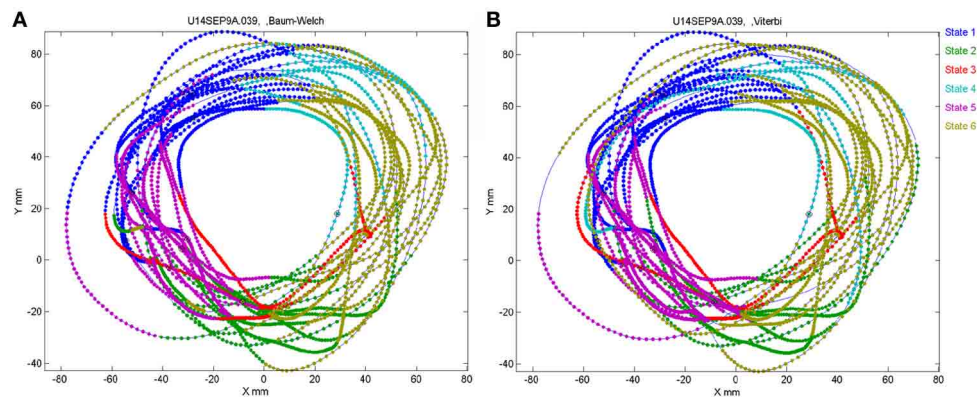 A
U14SEP9A.039, ,Baum-Welch
80
60
40
20
0
-20
-40
Y mm
-80 -60 -40 -20 0 20 40 60 80
X mm
B
U14SEP9A.039, ,Viterbi
80
60
40
20
0
-20
-40
Y mm
-80 -60 -40 -20 0 20 40 60 80
X mm
State 1
State 2
State 3
State 4
State 5
State 6